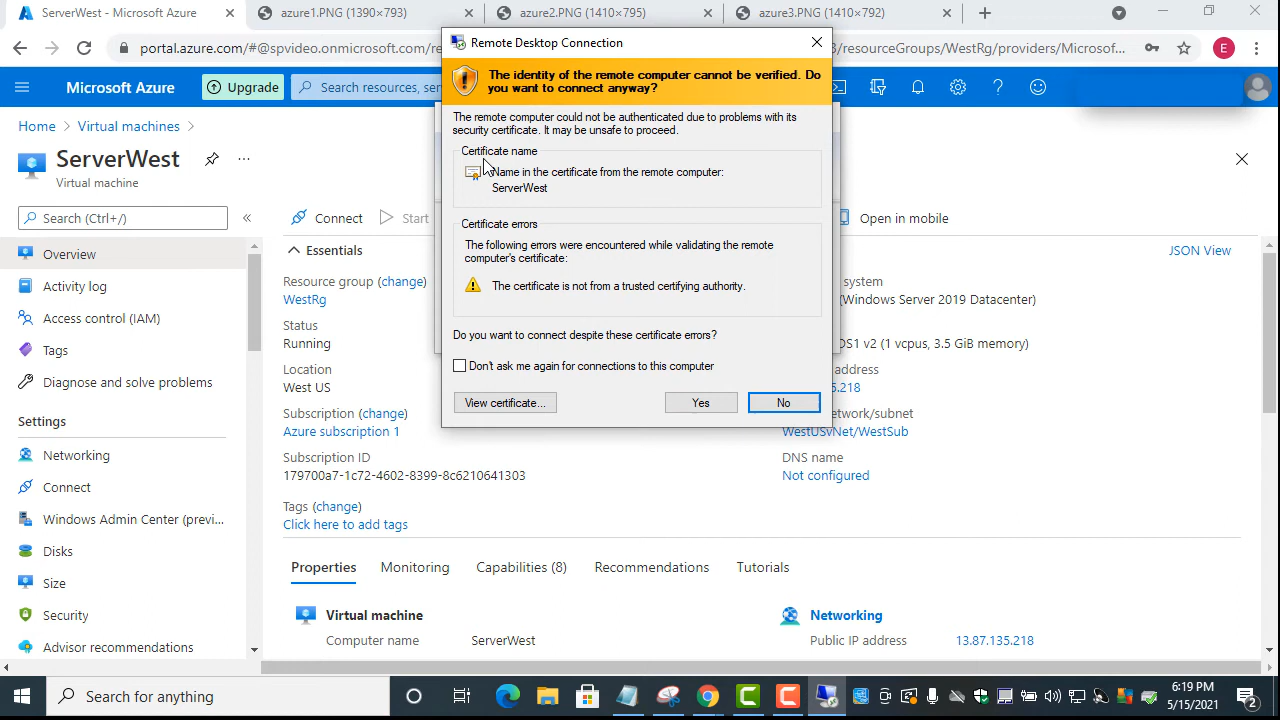 ServerWest - Microsoft Azure
azure1.PNG (1390×793)
azure2.PNG (1410×795)
azure3.PNG (1410×792)
portal.azure.com/#@spvideo.onmicrosoft.com/re
3/resourceGroups/WestRg/providers/Microsof...
E
Microsoft Azure
Upgrade
Search resources, ser
Home
Virtual machines
ServerWest
Virtual machine
Search (Ctrl+/)
Overview
Activity log
Access control (IAM)
Tags
Diagnose and solve problems
Settings
Networking
Connect
Windows Admin Center (previ...
Disks
Size
Security
Advisor recommendations
Connect
Start
Open in mobile
Essentials
JSON View
Resource group (change)
WestRg
Status
Running
Location
West US
Subscription (change)
Azure subscription 1
Subscription ID
179700a7-1c72-4602-8399-8c6210641303
Tags (change)
Click here to add tags
system
(Windows Server 2019 Datacenter)
DS1 v2 (1 vcpus, 3.5 GiB memory)
address
5.218
network/subnet
WestUSvNet/WestSub
DNS name
Not configured
Properties
Monitoring
Capabilities (8)
Recommendations
Tutorials
Virtual machine
Computer name
ServerWest
Networking
Public IP address
13.87.135.218
Remote Desktop Connection
The identity of the remote computer cannot be verified. Do
you want to connect anyway?
The remote computer could not be authenticated due to problems with its
security certificate. It may be unsafe to proceed.
Certificate name
Name in the certificate from the remote computer:
ServerWest
Certificate errors
The following errors were encountered while validating the remote
computer's certificate:
The certificate is not from a trusted certifying authority.
Do you want to connect despite these certificate errors?
Don't ask me again for connections to this computer
View certificate...
Yes
No
Search for anything
6:19 PM
5/15/2021
2